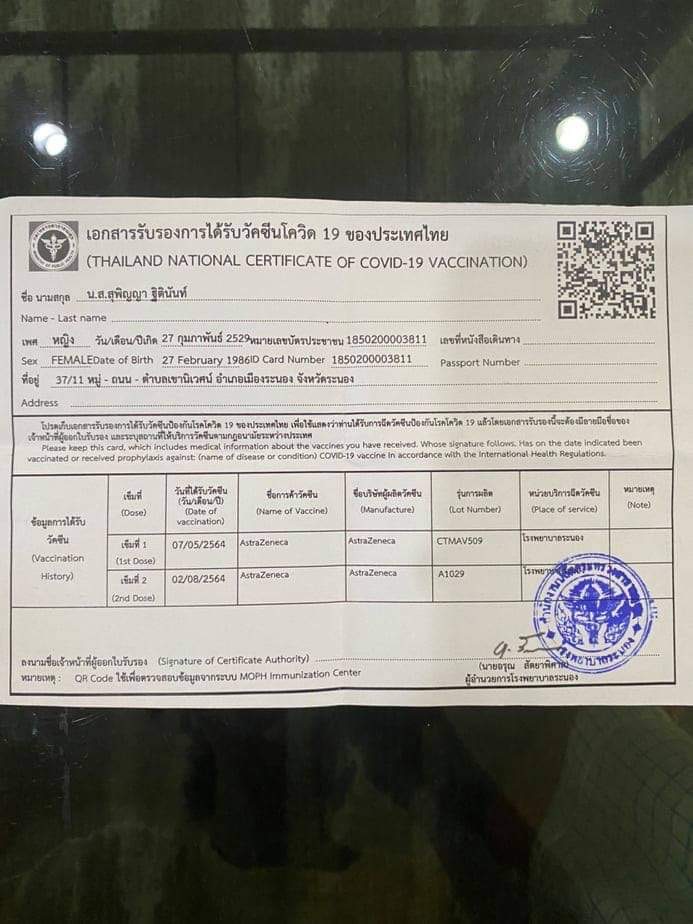 เอกสารรับรองการได้รับวัคซีนโควิด 19 ของประเทศไทย
(THAILAND NATIONAL CERTIFICATE OF COVID-19 VACCINATION)
ชื่อ นามสกุล น.ส.สุพิญญา ฐิตินันท์
Name - Last name
เพศ หญิง วัน/เดือน/ปีเกิด 27 กุมภาพันธ์ 2529 หมายเลขบัตรประชาชน 1850200003811 เลขที่หนังสือเดินทาง
Sex FEMALE Date of Birth 27 February 1986 ID Card Number 1850200003811 Passport Number
ที่อยู่ 37/11 หมู่ - ถนน - ตำบลเขานิเวศน์ อำเภอเมืองระนอง จังหวัดระนอง
Address
โปรดเก็บเอกสารรับรองการได้รับวัคซีนป้องกันโรคโควิด 19 ของประเทศไทย เพื่อใช้แสดงว่าท่านได้รับการฉีดวัคซีนป้องกันโรคโควิด 19 แล้วโดยเอกสารรับรองนี้จะต้องมีลายมือชื่อของ
เจ้าหน้าที่ผู้ออกใบรับรอง และระบุสถานที่ให้บริการวัคซีนตามกฎอนามัยระหว่างประเทศ
Please keep this card, which includes medical information about the vaccines you have received. Whose signature follows. Has on the date indicated been
vaccinated or received prophylaxis against: (name of disease or condition) COVID-19 vaccine in accordance with the International Health Regulations.
ข้อมูลการได้รับ
วัคซีน
(Vaccination
History)
เข็มที่
(Dose)
วันที่ได้รับวัคซีน
(วัน/เดือน/ปี)
(Date of
vaccination)
ชื่อการค้าวัคซีน
(Name of Vaccine)
ชื่อบริษัทผู้ผลิตวัคซีน
(Manufacture)
รุ่นการผลิต
(Lot Number)
หน่วยบริการฉีดวัคซีน
(Place of service)
หมายเหตุ
(Note)
เข็มที่ 1
(1st Dose)
07/05/2564
AstraZeneca
AstraZeneca
CTMAV509
โรงพยาบาลระนอง
เข็มที่ 2
(2nd Dose)
02/08/2564
AstraZeneca
AstraZeneca
A1029
ลงนามชื่อเจ้าหน้าที่ผู้ออกใบรับรอง (Signature of Certificate Authority)
(นายอรุณ สัตยาพิศาล)
หมายเหตุ : QR Code ใช้เพื่อตรวจสอบข้อมูลจากระบบ MOPH Immunization Center
ผู้อำนวยการโรงพยาบาลระนอง
โรงพยาบาลระนอง